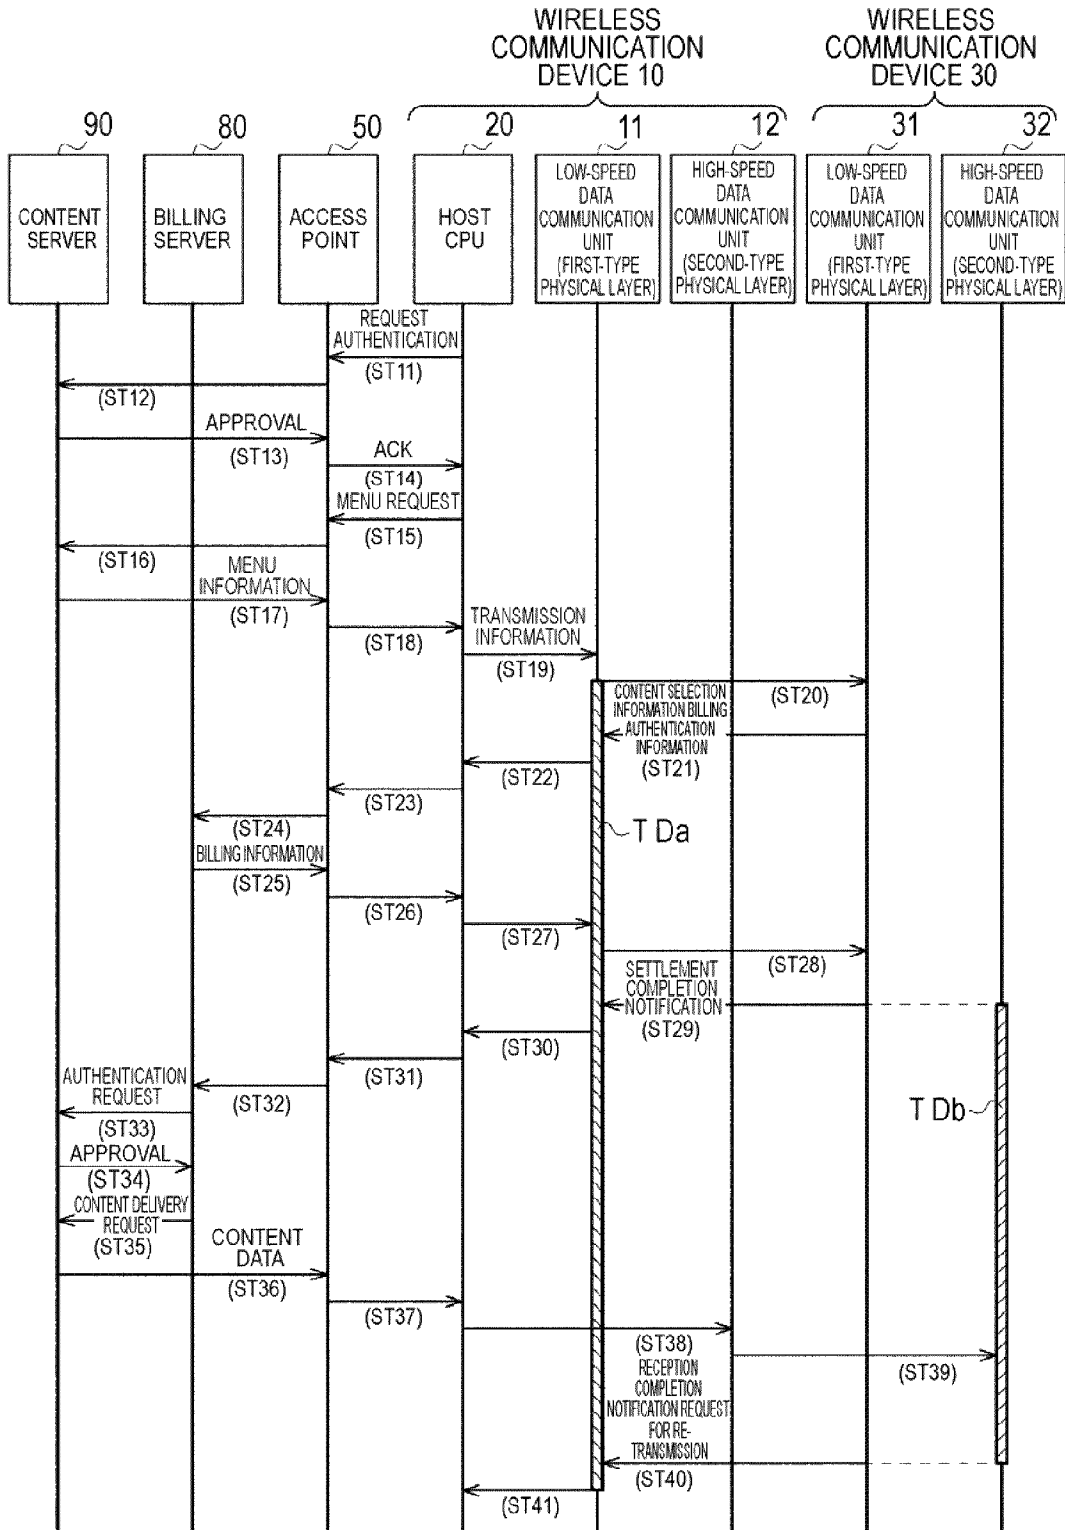 WIRELESS
COMMUNICATION
DEVICE 10
WIRELESS
COMMUNICATION
DEVICE 30
90
80
50
20
11
12
31
32
CONTENT
SERVER
BILLING
SERVER
ACCESS
POINT
HOST
CPU
LOW-SPEED
DATA
COMMUNICATION
UNIT
(FIRST-TYPE
PHYSICAL LAYER)
HIGH-SPEED
DATA
COMMUNICATION
UNIT
(SECOND-TYPE
PHYSICAL LAYER)
LOW-SPEED
DATA
COMMUNICATION
UNIT
(FIRST-TYPE
PHYSICAL LAYER)
HIGH-SPEED
DATA
COMMUNICATION
UNIT
(SECOND-TYPE
PHYSICAL LAYER)
REQUEST
AUTHENTICATION
(ST11)
(ST12)
APPROVAL
(ST13)
ACK
(ST14)
MENU REQUEST
(ST15)
(ST16)
MENU
INFORMATION
(ST17)
(ST18)
TRANSMISSION
INFORMATION
(ST19)
(ST20)
CONTENT SELECTION
INFORMATION BILLING
AUTHENTICATION
INFORMATION
(ST21)
(ST22)
(ST23)
(ST24)
T Da
BILLING INFORMATION
(ST25)
(ST26)
(ST27)
(ST28)
SETTLEMENT
COMPLETION
NOTIFICATION
(ST29)
(ST30)
(ST31)
(ST32)
AUTHENTICATION
REQUEST
(ST33)
T Db
APPROVAL
(ST34)
CONTENT DELIVERY
REQUEST
(ST35)
CONTENT
DATA
(ST36)
(ST37)
(ST38)
(ST39)
RECEPTION
COMPLETION
NOTIFICATION REQUEST
FOR RE-
TRANSMISSION
(ST40)
(ST41)